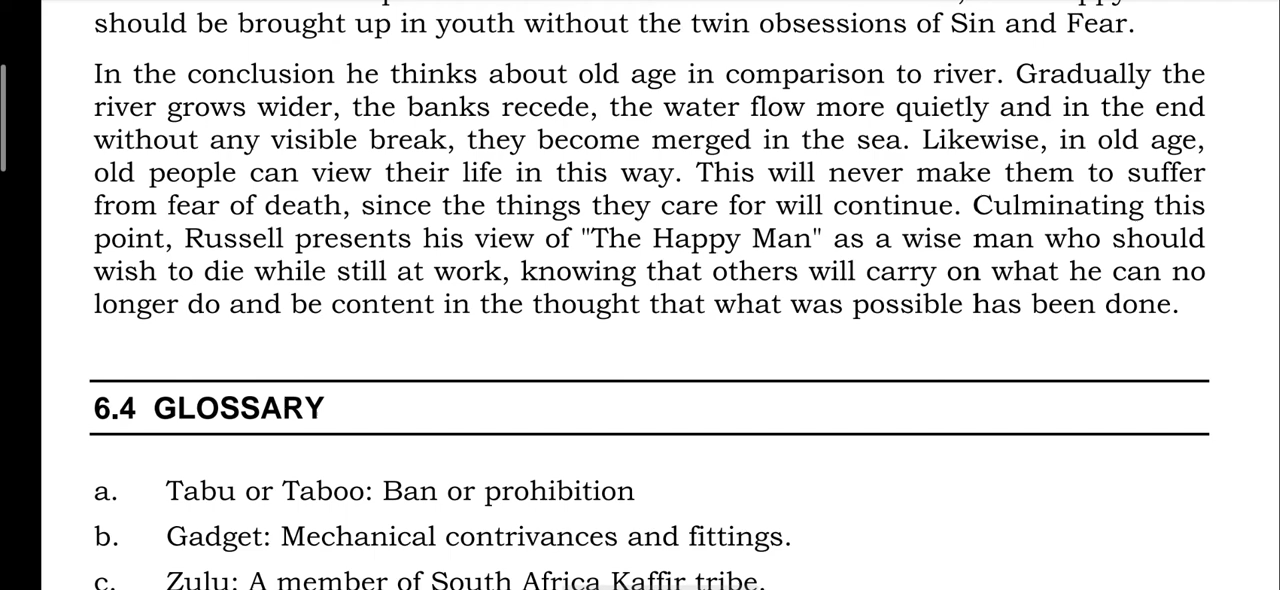 should be brought up in youth without the twin obsessions of Sin and Fear.
In the conclusion he thinks about old age in comparison to river. Gradually the
river grows wider, the banks recede, the water flow more quietly and in the end
without any visible break, they become merged in the sea. Likewise, in old age,
old people can view their life in this way. This will never make them to suffer
from fear of death, since the things they care for will continue. Culminating this
point, Russell presents his view of "The Happy Man" as a wise man who should
wish to die while still at work, knowing that others will carry on what he can no
longer do and be content in the thought that what was possible has been done.
6.4 GLOSSARY
a. Tabu or Taboo: Ban or prohibition
b. Gadget: Mechanical contrivances and fittings.
c. Zulu: A member of South Africa Kaffir tribe.